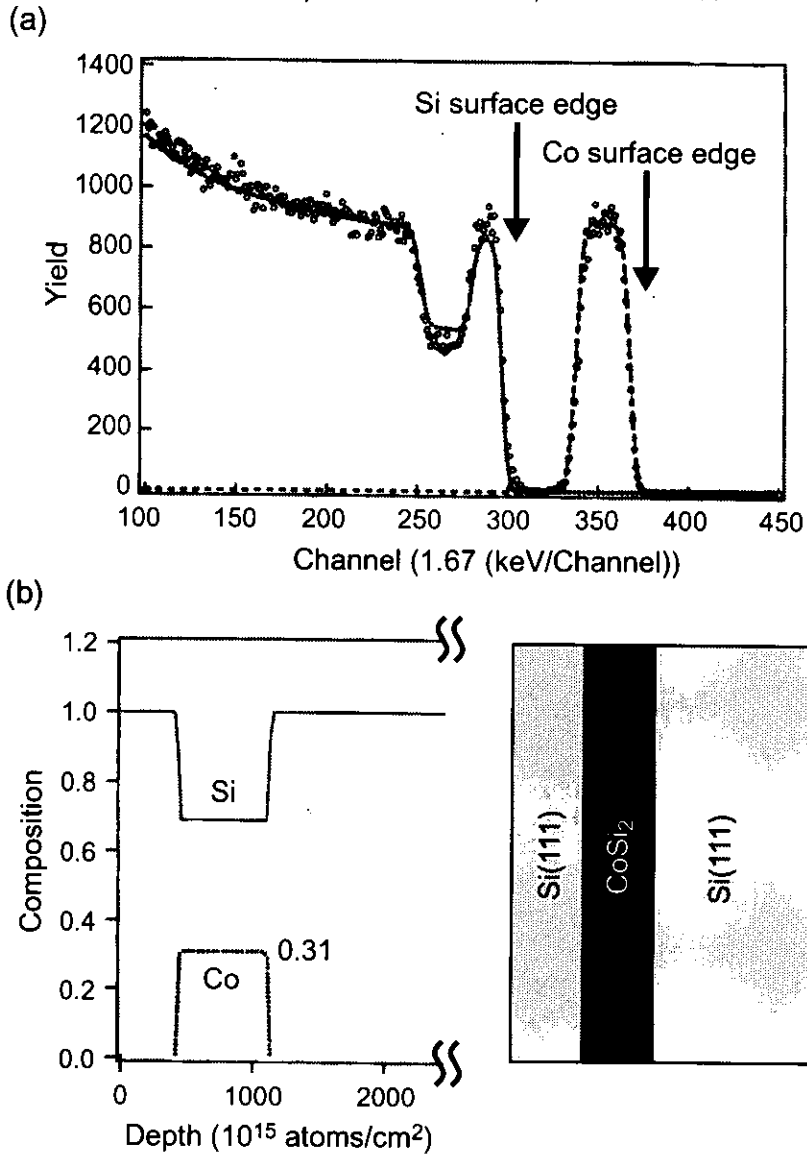 (a)
1400
1200
1000
800
600
400
200
0
Yield
Si surface edge
Co surface edge
100 150 200 250 300 350 400 450
Channel (1.67 (keV/Channel))
(b)
1.2
1.0
0.8
0.6
0.4
0.2
0.0
Composition
Si
0.31
Co
0 1000 2000
Depth (10¹⁵ atoms/cm²)
Si(111)
CoSi₂
Si(111)